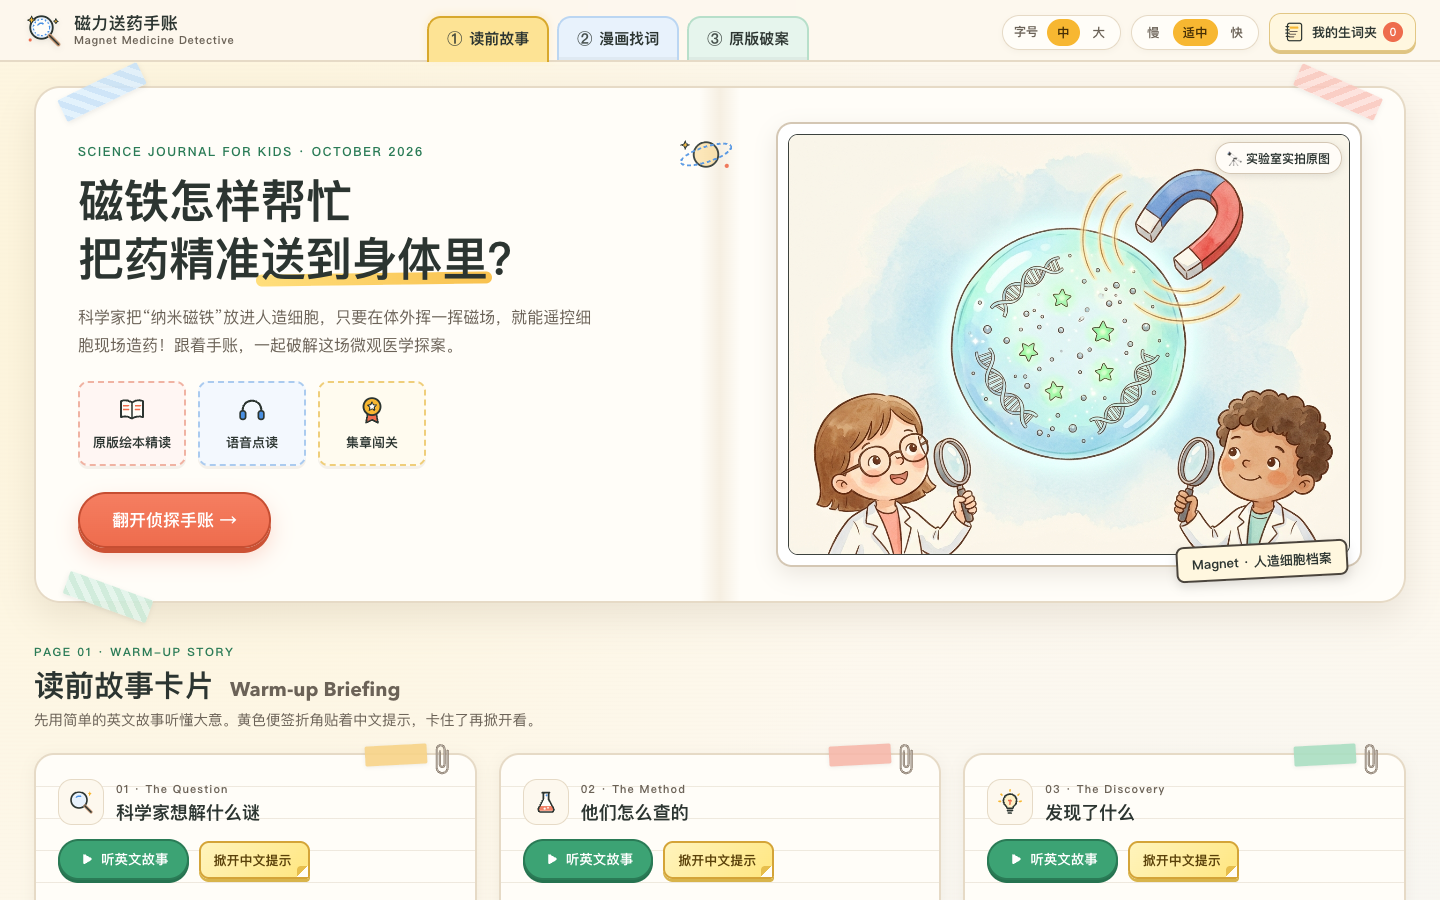 磁力送药手账
Magnet Medicine Detective
① 读前故事
② 漫画找词
③ 原版破案
字号 中 大
慢 适中 快
我的生词夹 0
SCIENCE JOURNAL FOR KIDS · OCTOBER 2026
磁铁怎样帮忙
把药精准送到身体里?
科学家把“纳米磁铁”放进人造细胞，只要在体外挥一挥磁场，就能遥控细
胞现场造药！跟着手账，一起破解这场微观医学探案。
原版绘本精读
语音点读
集章闯关
翻开侦探手账 →
实验室实拍原图
Magnet · 人造细胞档案
PAGE 01 · WARM-UP STORY
读前故事卡片 Warm-up Briefing
先用简单的英文故事听懂大意。黄色便签折角贴着中文提示，卡住了再掀开看。
01 · The Question
科学家想解什么谜
听英文故事
掀开中文提示
02 · The Method
他们怎么查的
听英文故事
掀开中文提示
03 · The Discovery
发现了什么
听英文故事
掀开中文提示